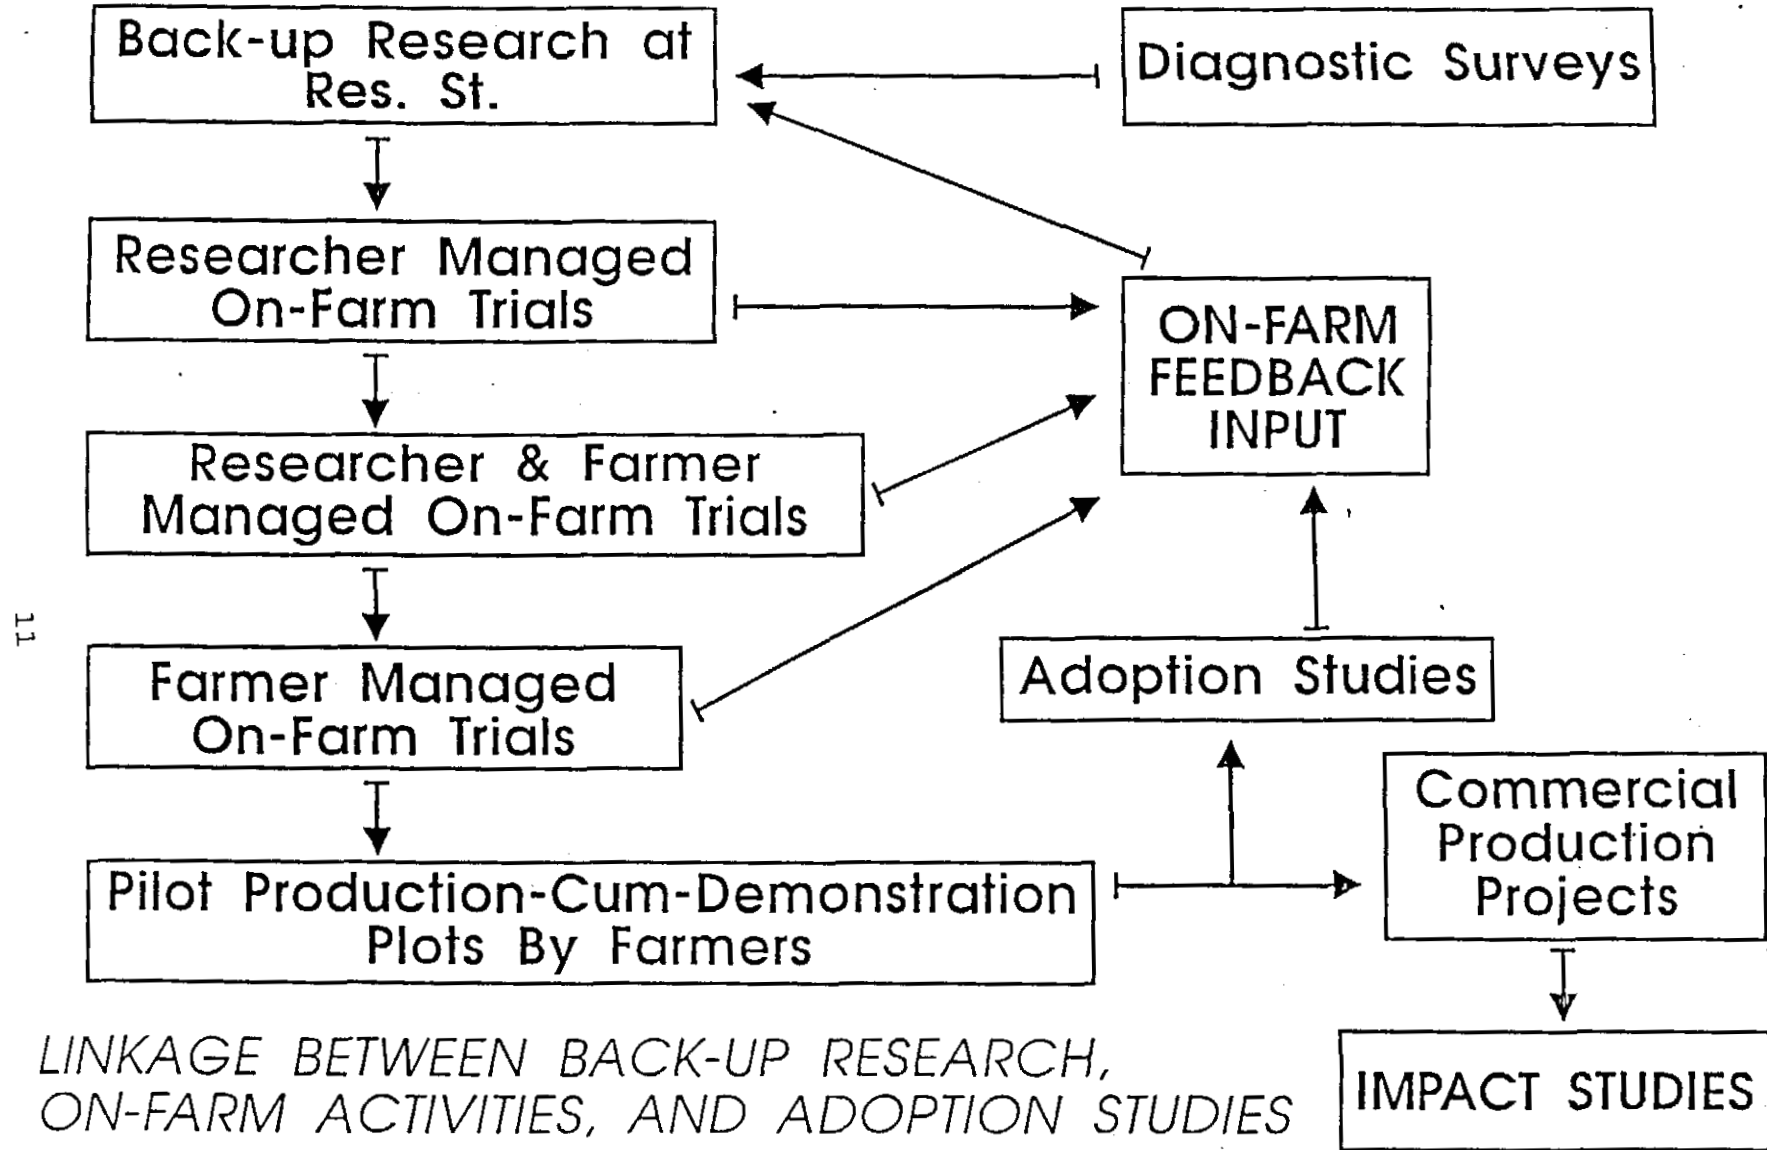 Back-up Research at
Res. St.
Diagnostic Surveys
Researcher Managed
On-Farm Trials
ON-FARM
FEEDBACK
INPUT
Researcher & Farmer
Managed On-Farm Trials
11
Farmer Managed
On-Farm Trials
Adoption Studies
Commercial
Production
Projects
Pilot Production-Cum-Demonstration
Plots By Farmers
IMPACT STUDIES
LINKAGE BETWEEN BACK-UP RESEARCH,
ON-FARM ACTIVITIES, AND ADOPTION STUDIES